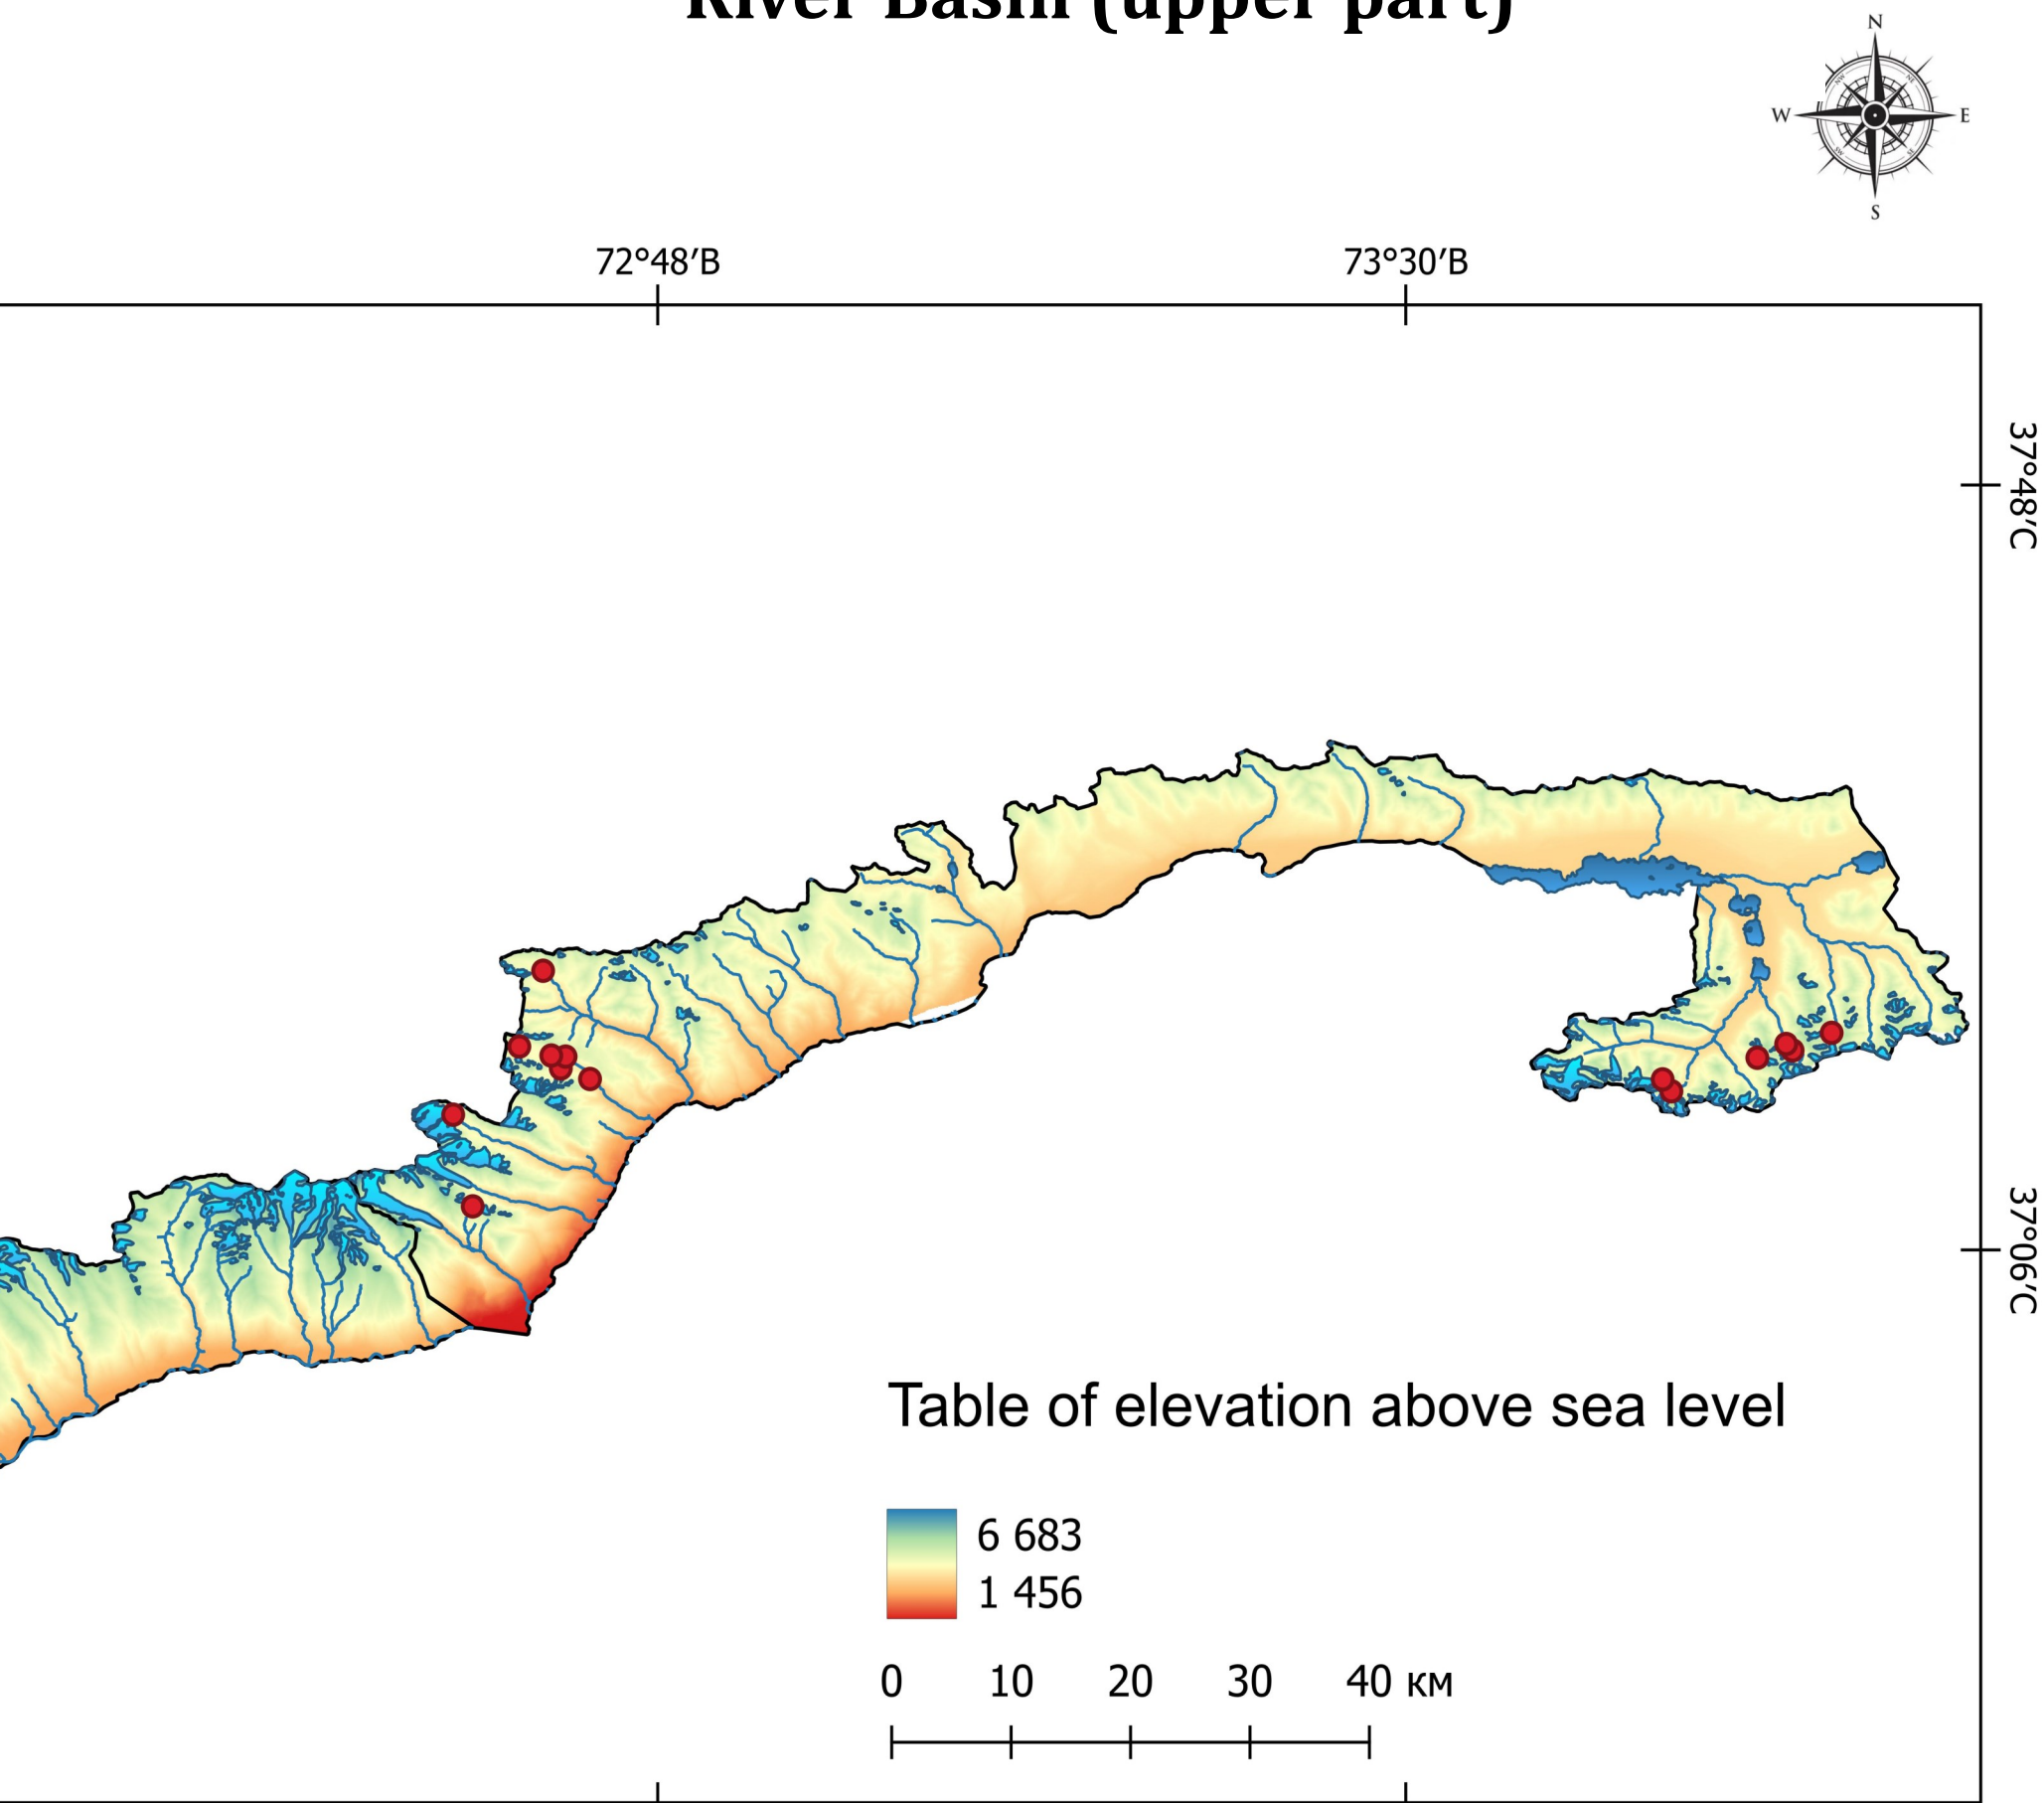 River Basin (upper part)
N
W E
S
72°48′В 73°30′В
37°48′С
37°06′С
Table of elevation above sea level
6 683
1 456
0 10 20 30 40 км